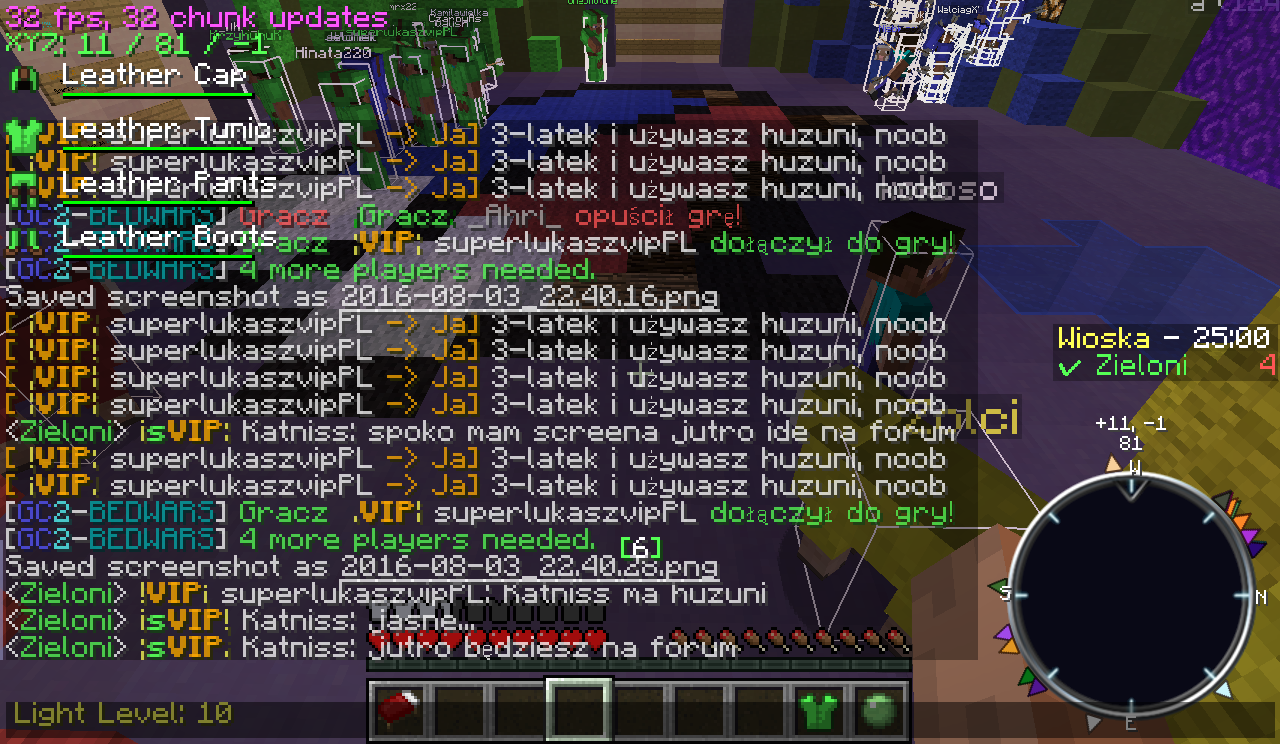 32 fps, 32 chunk updates
XYZ: 11 / 81 / -1
Leather Cap
Hinata220
superlukaszvipPL
WalciagX
Leather Tunic
superlukaszvipPL -> Ja] 3-latek i używasz huzuni, noob
[ ¡VIP! superlukaszvipPL -> Ja] 3-latek i używasz huzuni, noob
Leather Pants
superlukaszvipPL -> Ja] 3-latek i używasz huzuni, noob
[GC2-BEDWARS] Gracz Gracz, _Ahri_ opuścił grę!
Leather Boots
Gracz ¡VIP¡ superlukaszvipPL dołączył do gry!
[GC2-BEDWARS] 4 more players needed.
Saved screenshot as 2016-08-03_22.40.16.png
[ ¡VIP. superlukaszvipPL -> Ja] 3-latek i używasz huzuni, noob
[ ¡VIP¡ superlukaszvipPL -> Ja] 3-latek i używasz huzuni, noob
[ ¡VIP¡ superlukaszvipPL -> Ja] 3-latek i używasz huzuni, noob
[ ¡VIP¡ superlukaszvipPL -> Ja] 3-latek i używasz huzuni, noob
<Zieloni> ¡sVIP¡ Katniss: spoko mam screena jutro ide na forum
[ !VIP¡ superlukaszvipPL -> Ja] 3-latek i używasz huzuni, noob
[ ¡VIP. superlukaszvipPL -> Ja] 3-latek i używasz huzuni, noob
[GC2-BEDWARS] Gracz .VIP¡ superlukaszvipPL dołączył do gry!
[GC2-BEDWARS] 4 more players needed.
[6]
Saved screenshot as 2016-08-03_22.40.28.png
<Zieloni> !VIP¡ superlukaszvipPL: Katniss ma huzuni
<Zieloni> ¡sVIP! Katniss: jasne...
<Zieloni> ¡sVIP. Katniss: jutro będziesz na forum
Wioska - 25:00
✔ Zieloni 4
+11, -1
81
W
S
N
E
Light Level: 10